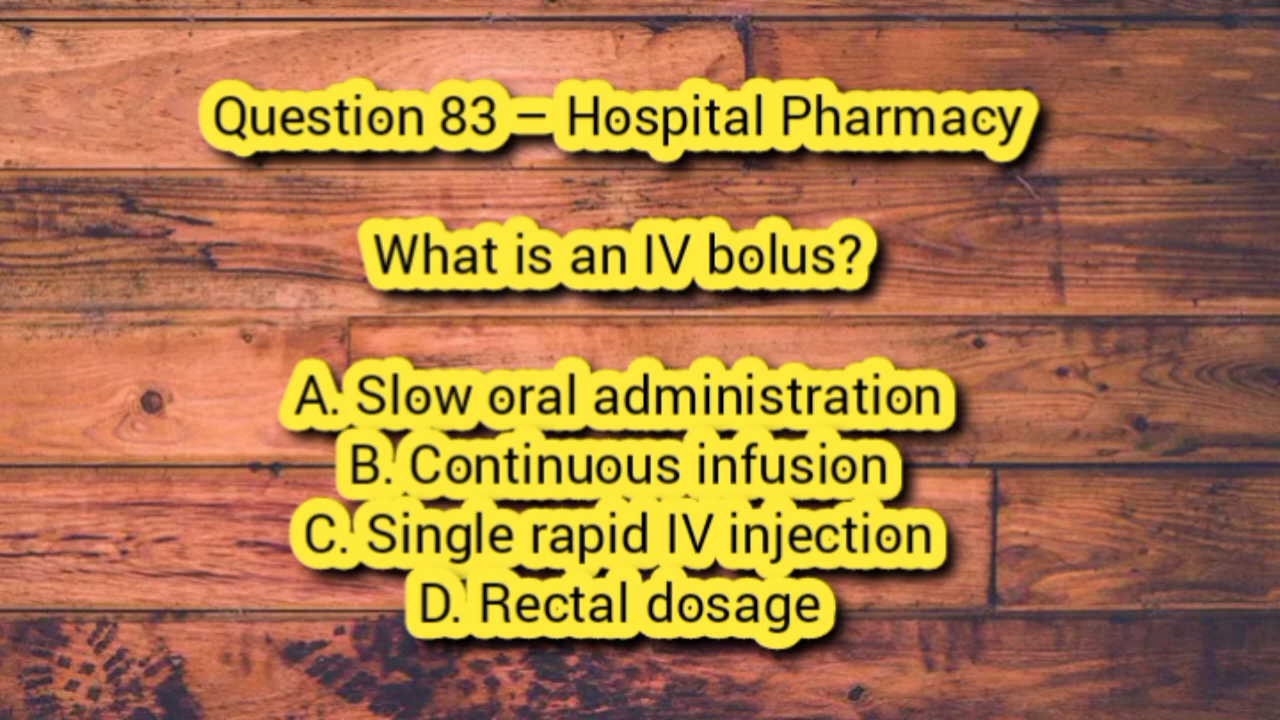 Question 83 – Hospital Pharmacy
What is an IV bolus?
A. Slow oral administration
B. Continuous infusion
C. Single rapid IV injection
D. Rectal dosage